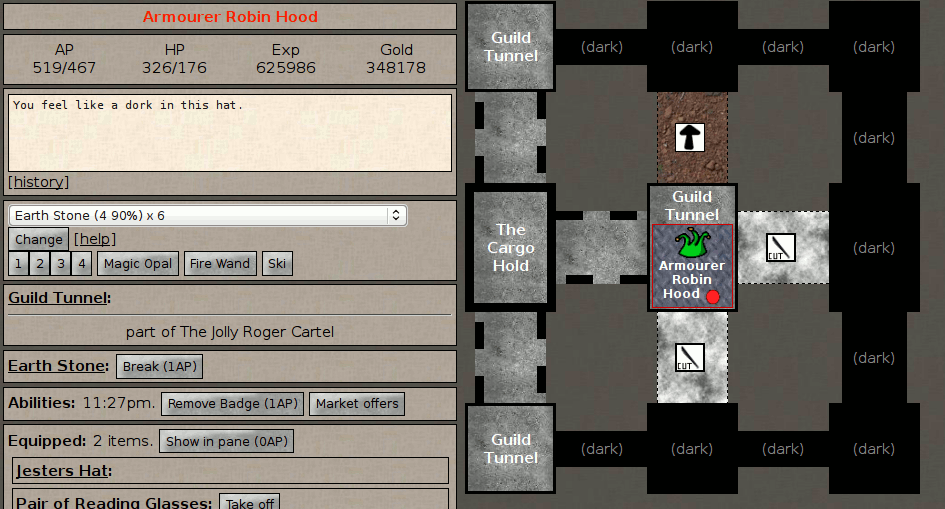 Armourer Robin Hood
AP HP Exp Gold
519/467 326/176 625986 348178
You feel like a dork in this hat.
[history]
Earth Stone (4 90%) x 6
Change [help]
1 2 3 4 Magic Opal Fire Wand Ski
Guild Tunnel:
part of The Jolly Roger Cartel
Earth Stone: Break (1AP)
Abilities: 11:27pm. Remove Badge (1AP) Market offers
Equipped: 2 items. Show in pane (0AP)
Jesters Hat:
Pair of Reading Glasses: Take off
Guild
Tunnel
(dark)
(dark)
(dark)
(dark)
The
Cargo
Hold
Guild
Tunnel
Armourer
Robin
Hood
CUT
(dark)
CUT
(dark)
Guild
Tunnel
(dark)
(dark)
(dark)
(dark)